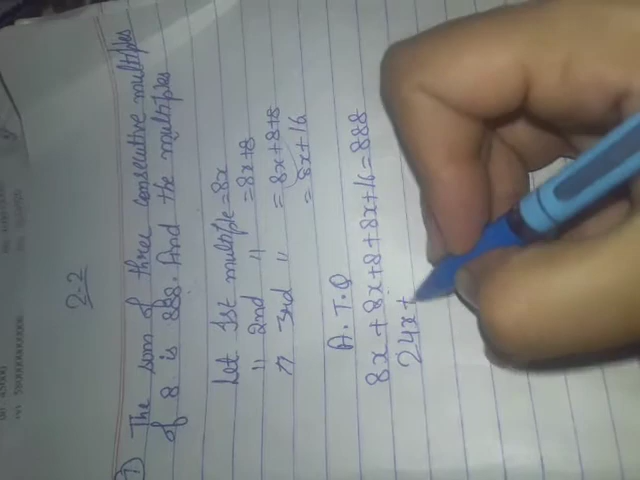 2-2
1) The sum of three consecutive multiples
of 8 is 888. And the multiples
Let 1st multiple = 8x
" 2nd " = 8x+8
" 3rd " = 8x+8+8
= 8x+16
A.T.Q
8x + 8x+8+8x+16=888
24x+